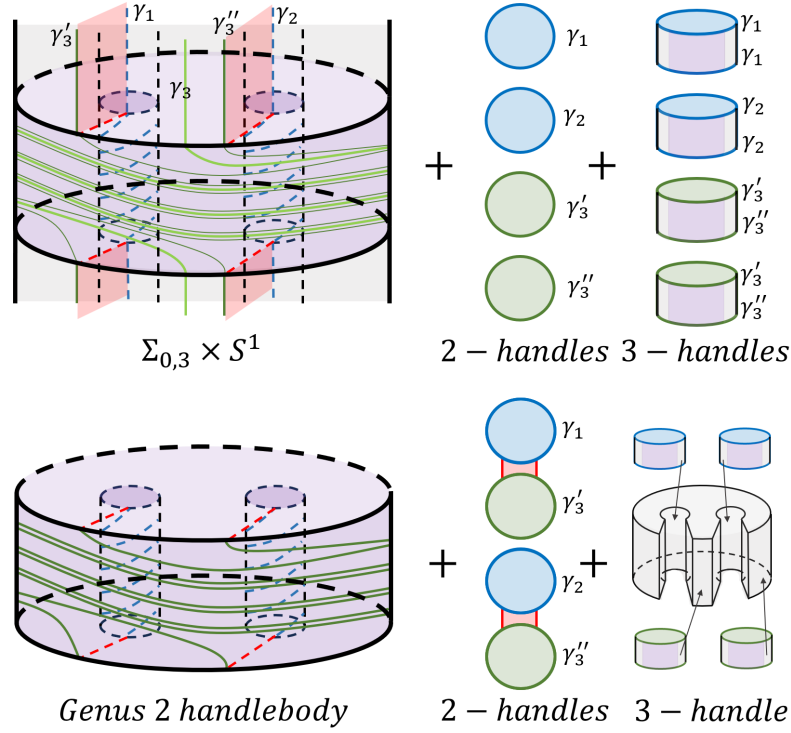 γ₃′ γ₁ γ₃″ γ₂
γ₃
γ₁
γ₂
γ₃′
γ₃″
γ₁
γ₁
γ₂
γ₂
γ₃′
γ₃″
γ₃′
γ₃″
+ +
Σ₀,₃ × S¹
2 − handles
3 − handles
γ₁
γ₃′
γ₂
γ₃″
+ +
Genus 2 handlebody
2 − handles
3 − handle